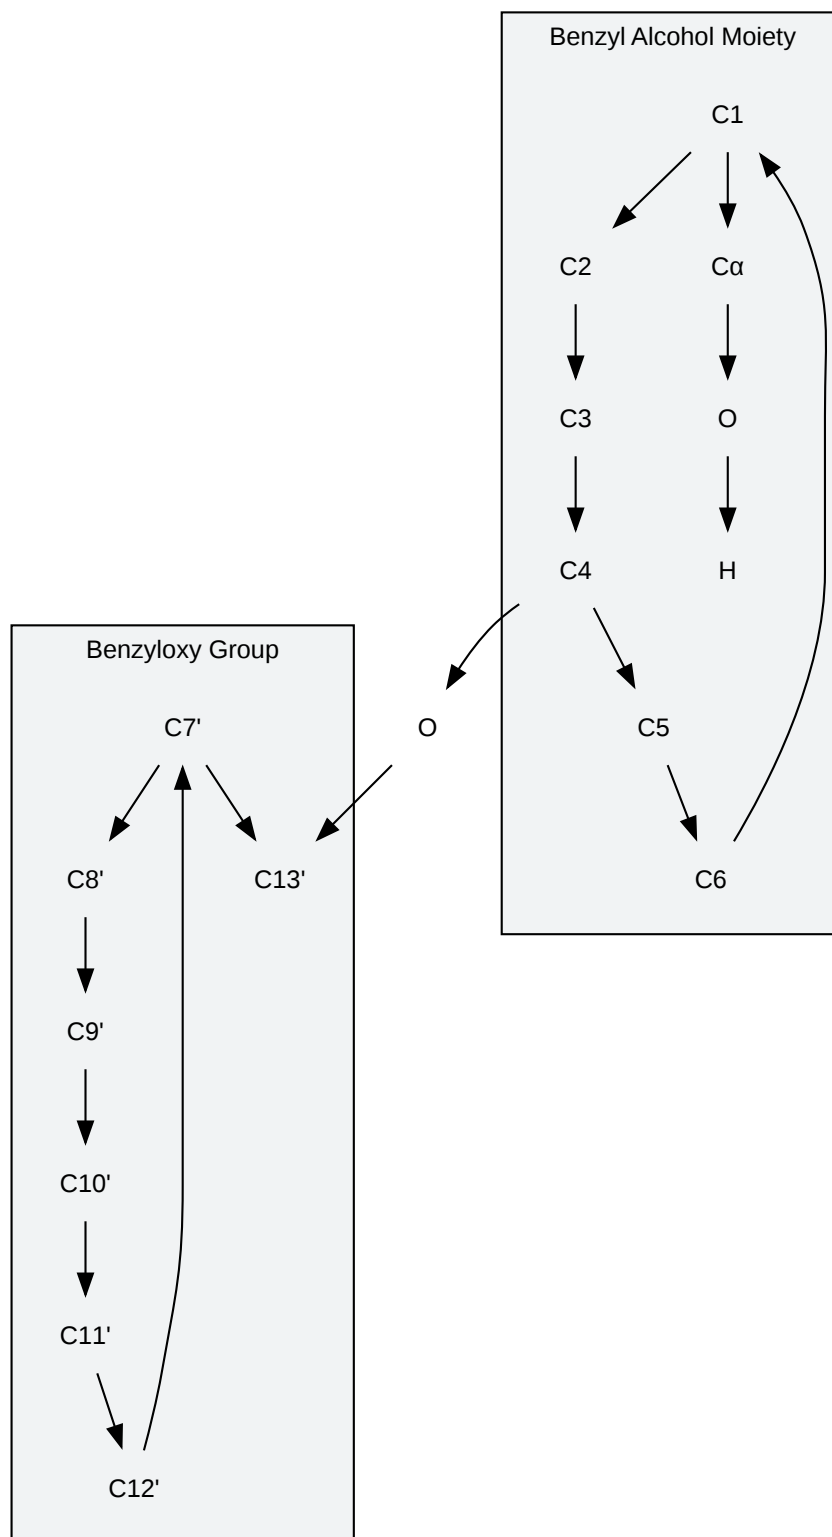 Benzyl Alcohol Moiety
C1
C2
Cα
C3
O
C4
H
Benzyloxy Group
C7'
O
C5
C8'
C13'
C6
C9'
C10'
C11'
C12'